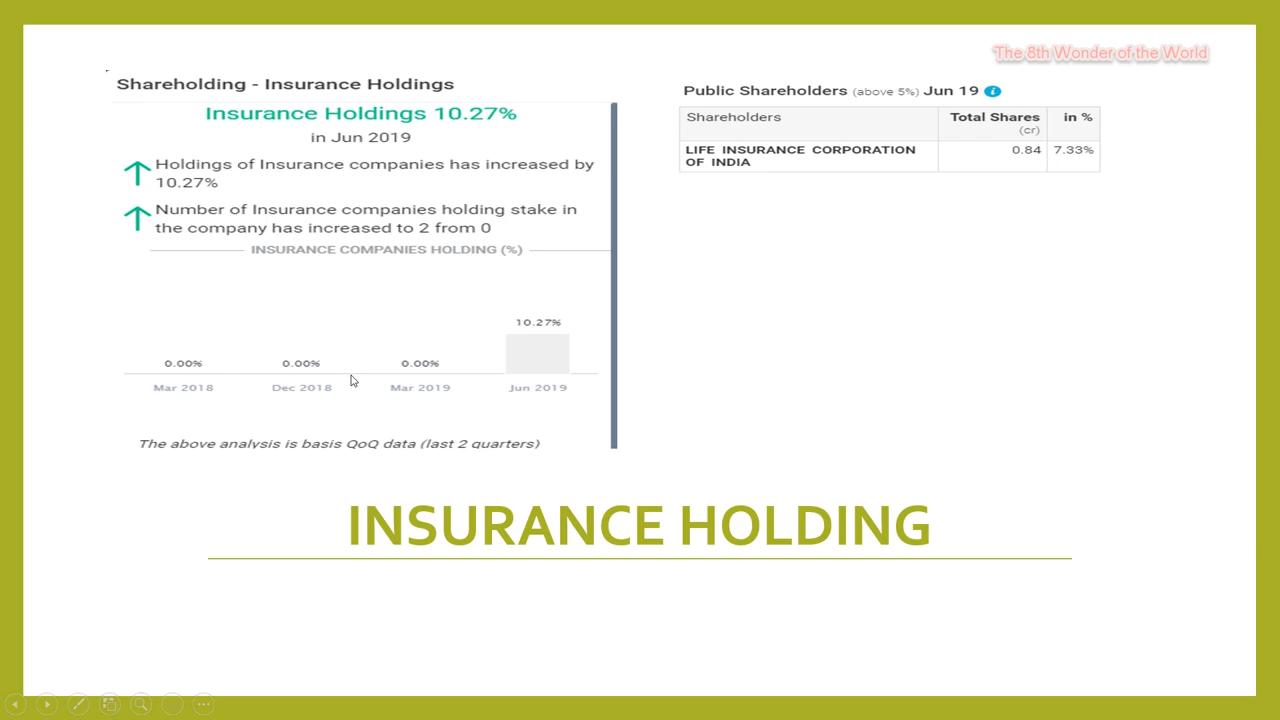 The 8th Wonder of the World
Shareholding - Insurance Holdings
Insurance Holdings 10.27%
in Jun 2019
Holdings of Insurance companies has increased by
10.27%
Number of Insurance companies holding stake in
the company has increased to 2 from 0
INSURANCE COMPANIES HOLDING (%)
10.27%
0.00% 0.00% 0.00%
Mar 2018 Dec 2018 Mar 2019 Jun 2019
The above analysis is basis QoQ data (last 2 quarters)
Public Shareholders (above 5%) Jun 19 i
Shareholders Total Shares (cr) in %
LIFE INSURANCE CORPORATION 0.84 7.33%
OF INDIA
INSURANCE HOLDING